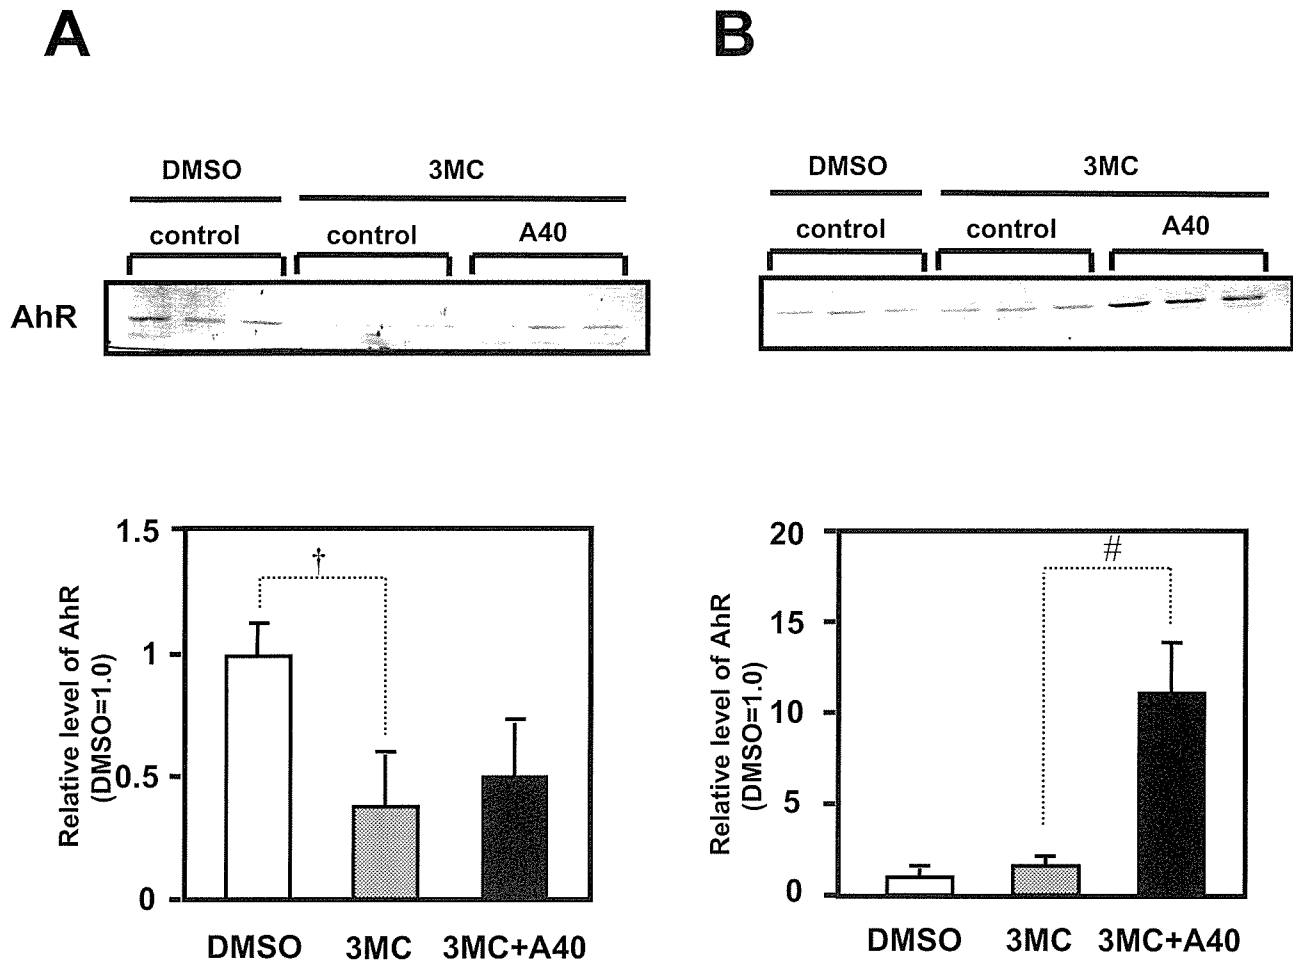 A
B
DMSO
3MC
control
control
A40
AhR
DMSO
3MC
control
control
A40
1.5
1
0.5
0
Relative level of AhR
(DMSO=1.0)
†
DMSO
3MC
3MC+A40
20
15
10
5
0
Relative level of AhR
(DMSO=1.0)
#
DMSO
3MC
3MC+A40